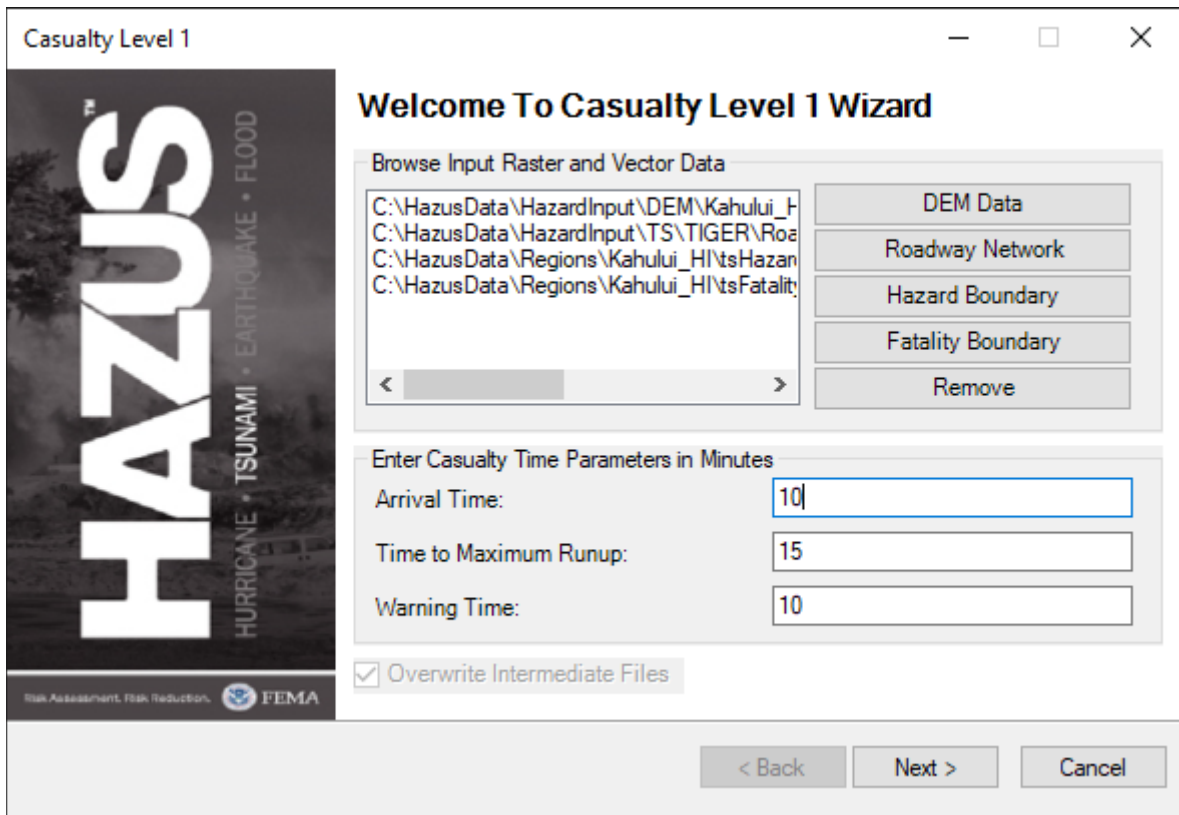 Casualty Level 1
HAZUS™
HURRICANE • TSUNAMI • EARTHQUAKE • FLOOD
Risk Assessment. Risk Reduction.
FEMA
Welcome To Casualty Level 1 Wizard
Browse Input Raster and Vector Data
C:\HazusData\HazardInput\DEM\Kahului_H
C:\HazusData\HazardInput\TS\TIGER\Roa
C:\HazusData\Regions\Kahului_HI\tsHazar
C:\HazusData\Regions\Kahului_HI\tsFatality
DEM Data
Roadway Network
Hazard Boundary
Fatality Boundary
Remove
Enter Casualty Time Parameters in Minutes
Arrival Time: 10
Time to Maximum Runup: 15
Warning Time: 10
Overwrite Intermediate Files
< Back Next > Cancel